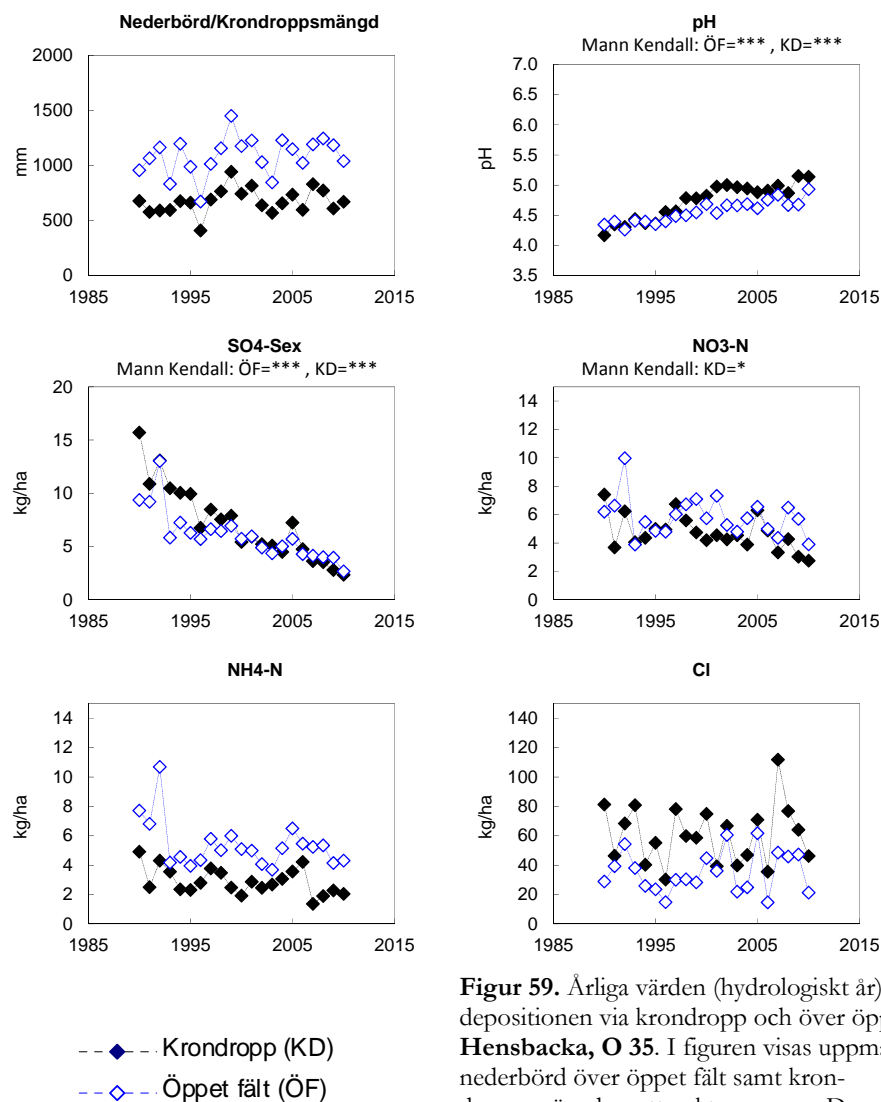 Nederbörd/Krondroppsmängd
2000
1500
1000
500
0
mm
1985 1995 2005 2015
pH
Mann Kendall: ÖF=*** , KD=***
7.0
6.5
6.0
5.5
5.0
4.5
4.0
3.5
pH
1985 1995 2005 2015
SO4-Sex
Mann Kendall: ÖF=*** , KD=***
20
15
10
5
0
kg/ha
1985 1995 2005 2015
NO3-N
Mann Kendall: KD=*
14
12
10
8
6
4
2
0
kg/ha
1985 1995 2005 2015
NH4-N
14
12
10
8
6
4
2
0
kg/ha
1985 1995 2005 2015
Cl
140
120
100
80
60
40
20
0
kg/ha
1985 1995 2005 2015
Krondropp (KD)
Öppet fält (ÖF)
Figur 59. Årliga värden (hydrologiskt år)
depositionen via krondropp och över
Hensbacka, O 35. I figuren visas
nederbörd över öppet fält samt kron-